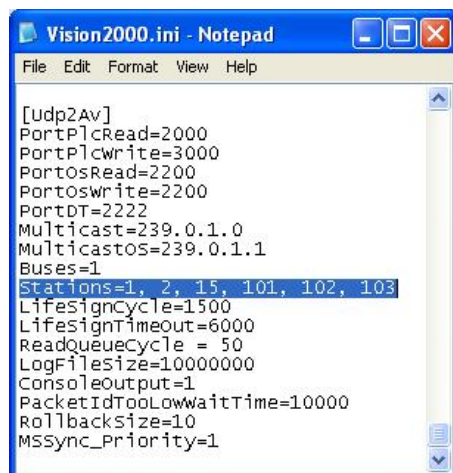 Vision2000.ini - Notepad
File Edit Format View Help
[Udp2Av]
PortPlcRead=2000
PortPlcWrite=3000
PortOsRead=2200
PortOsWrite=2200
PortDT=2222
Multicast=239.0.1.0
MulticastOS=239.0.1.1
Buses=1
Stations=1, 2, 15, 101, 102, 103
LifeSignCycle=1500
LifeSignTimeOut=6000
ReadQueueCycle = 50
LogFileSize=10000000
ConsoleOutput=1
PacketIdTooLowWaitTime=10000
RollbackSize=10
MSSync_Priority=1